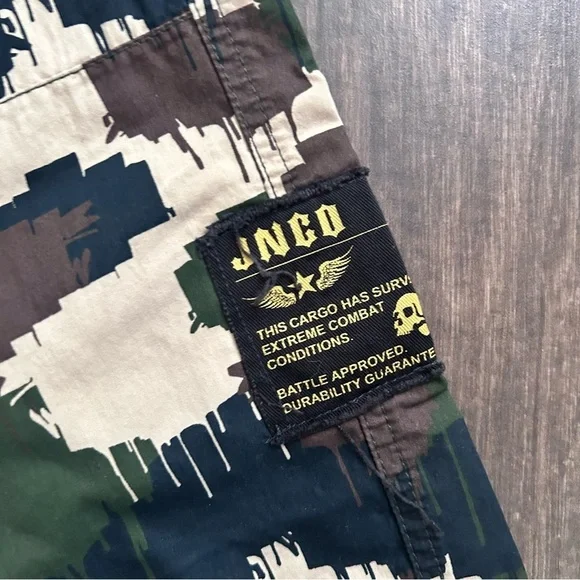 JNCO
THIS CARGO HAS SURV
EXTREME COMBAT
CONDITIONS.
BATTLE APPROVED.
DURABILITY GUARANTE